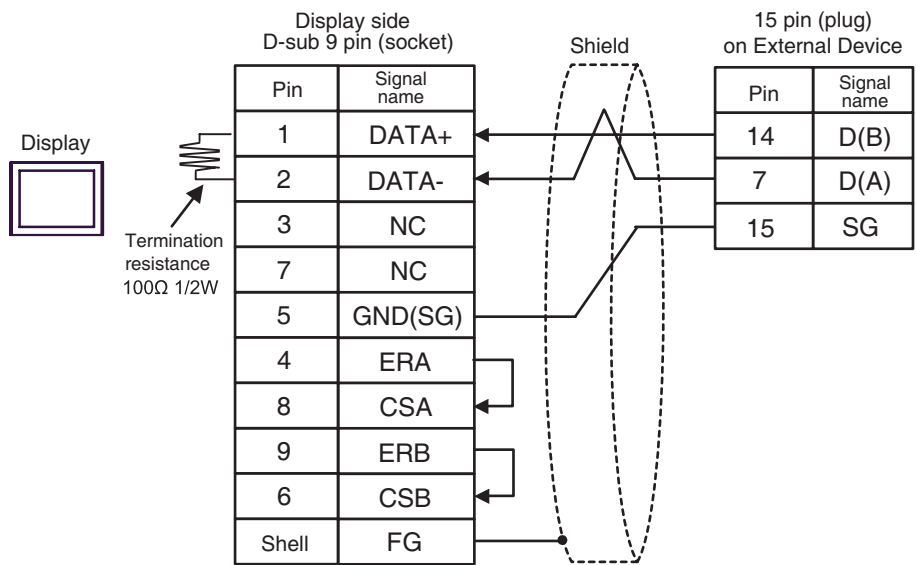 Display side
D-sub 9 pin (socket)
Shield
15 pin (plug)
on External Device
Display
Termination
resistance
100Ω 1/2W
Pin Signal name
1 DATA+
2 DATA-
3 NC
7 NC
5 GND(SG)
4 ERA
8 CSA
9 ERB
6 CSB
Shell FG
Pin Signal name
14 D(B)
7 D(A)
15 SG